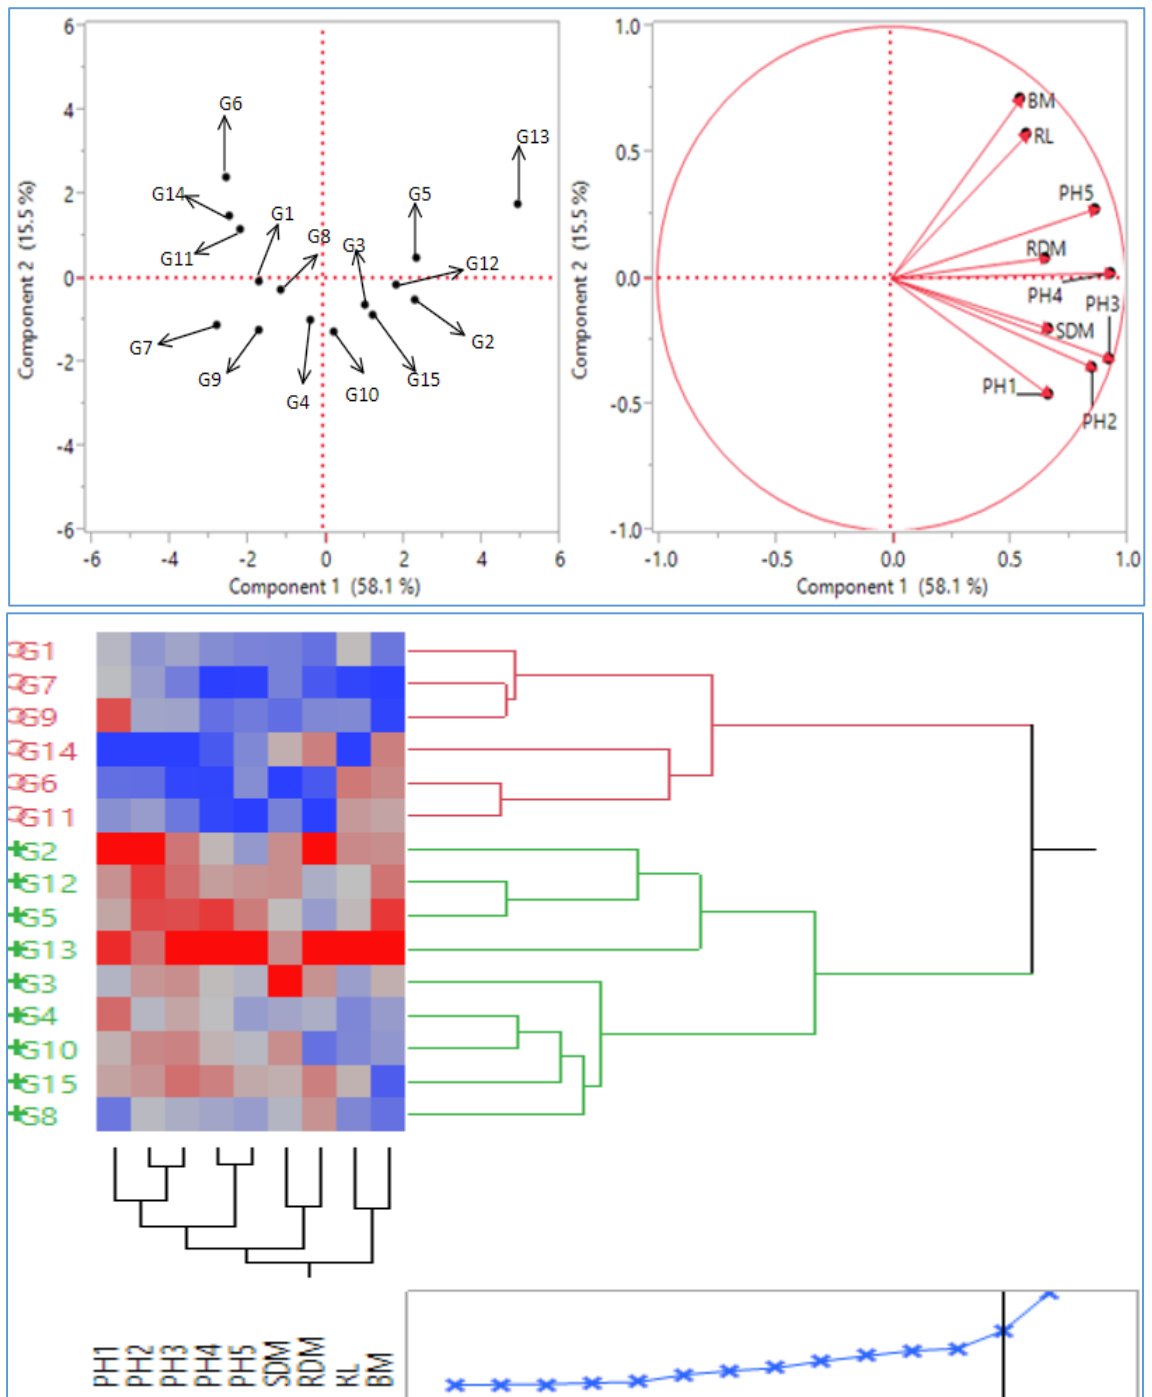 6
4
2
0
-2
-4
-6
Component 2 (15.5 %)
G6
G13
G14
G5
G1
G8
G3
G11
G12
G7
G2
G9
G4
G10
G15
-6
-4
-2
0
2
4
6
Component 1 (58.1 %)
1.0
0.5
0.0
-0.5
-1.0
Component 2 (15.5 %)
BM
RL
PH5
RDM
PH4
PH3
SDM
PH1
PH2
-1.0
-0.5
0.0
0.5
1.0
Component 1 (58.1 %)
G1
G7
G9
G14
G6
G11
G2
G12
G5
G13
G3
G4
G10
G15
G8
PH1
PH2
PH3
PH4
PH5
SDM
RDM
BM